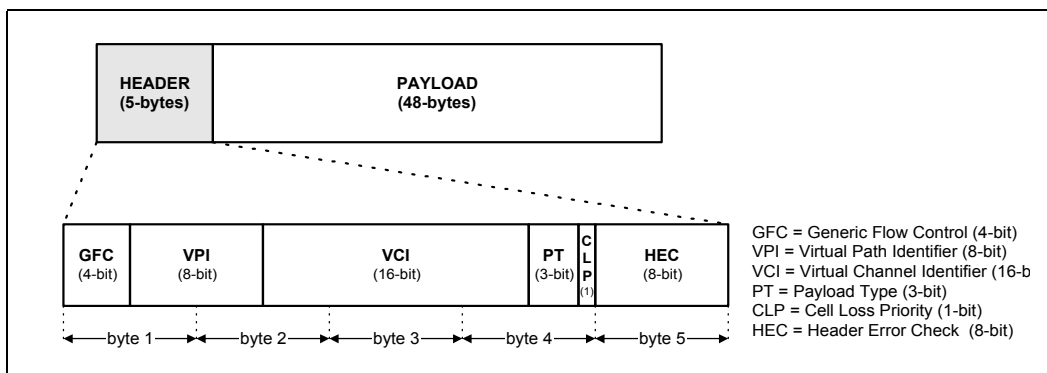 HEADER
(5-bytes)
PAYLOAD
(48-bytes)
GFC
(4-bit)
VPI
(8-bit)
VCI
(16-bit)
PT
(3-bit)
C
L
P
(1)
HEC
(8-bit)
byte 1
byte 2
byte 3
byte 4
byte 5
GFC = Generic Flow Control (4-bit)
VPI = Virtual Path Identifier (8-bit)
VCI = Virtual Channel Identifier (16-b
PT = Payload Type (3-bit)
CLP = Cell Loss Priority (1-bit)
HEC = Header Error Check (8-bit)